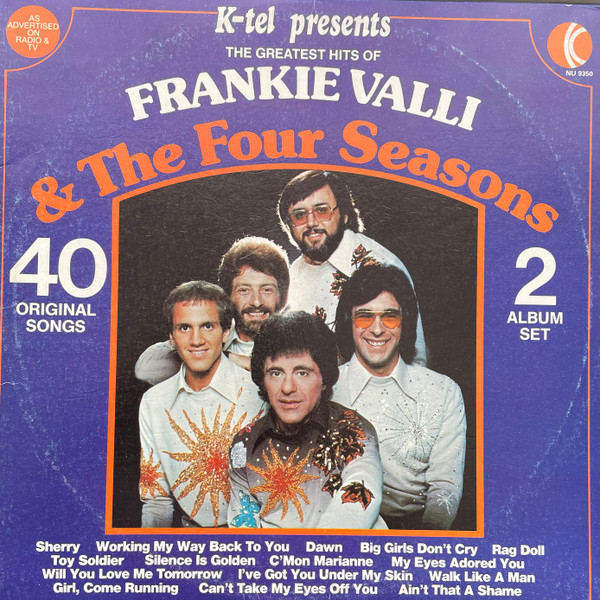 AS
ADVERTISED
ON
RADIO &
TV
K-tel presents
THE GREATEST HITS OF
FRANKIE VALLI
& The Four Seasons
K
NU 9350
40
ORIGINAL
SONGS
2
ALBUM
SET
Sherry Working My Way Back To You Dawn Big Girls Don't Cry Rag Doll
Toy Soldier Silence Is Golden C'Mon Marianne My Eyes Adored You
Will You Love Me Tomorrow I've Got You Under My Skin Walk Like A Man
Girl, Come Running Can't Take My Eyes Off You Ain't That A Shame